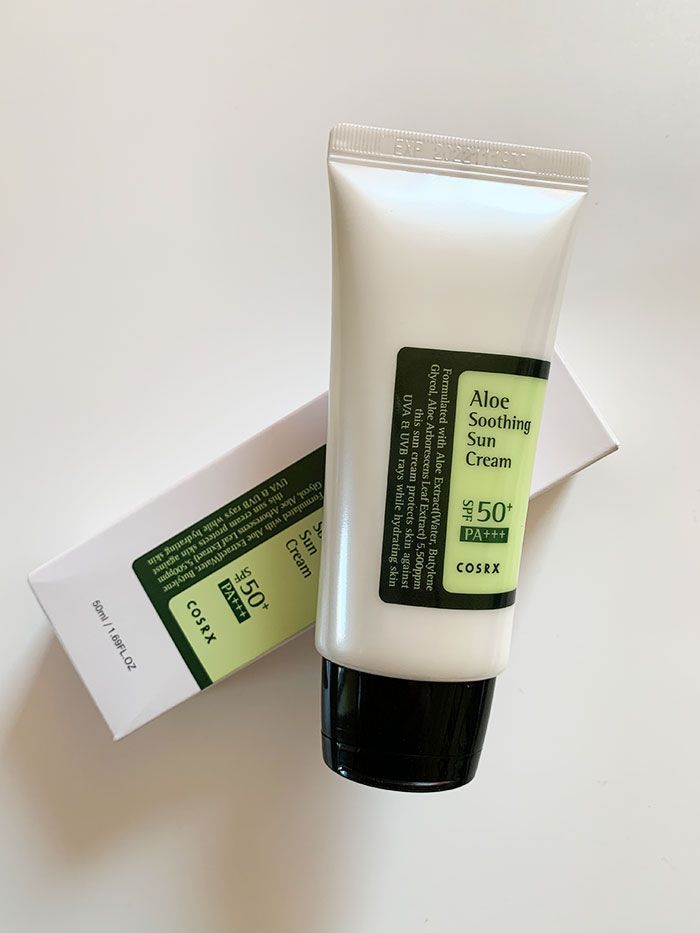 Aloe
Soothing
Sun
Cream
SPF 50+
PA+++
COSRX
Formulated with Aloe Extract(Water, Butylene
Glycol, Aloe Arborescens Leaf Extract) 5,500ppm
this sun cream protects skin against
UVA & UVB rays while hydrating skin
Sun
Cream
SPF 50+
PA+++
COSRX
Formulated with Aloe Extract(Water, Butylene
Glycol, Aloe Arborescens Leaf Extract) 5,500ppm
this sun cream protects skin against
UVA & UVB rays while hydrating skin
50ml / 1.69FL.OZ